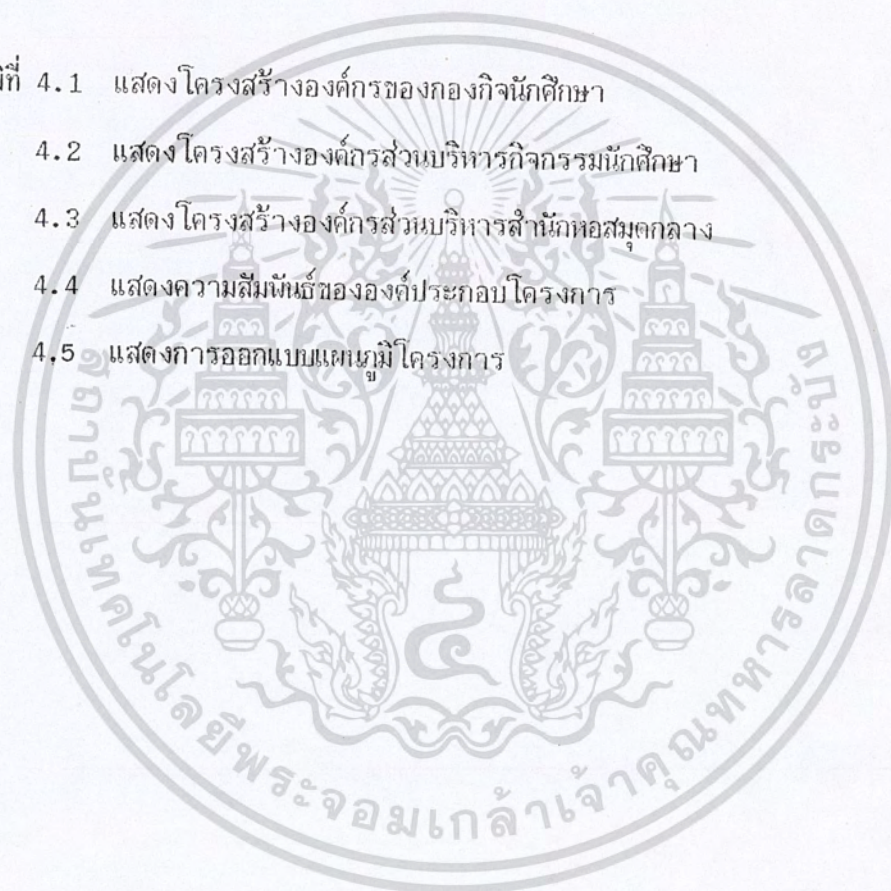 ที่ 4.1 แสดงโครงสร้างองค์กรของกองกิจนักศึกษา
4.2 แสดงโครงสร้างองค์กรส่วนบริหารกิจกรรมนักศึกษา
4.3 แสดงโครงสร้างองค์กรส่วนบริหารสำนักหอสมุดกลาง
4.4 แสดงความสัมพันธ์ขององค์ประกอบโครงการ
4.5 แสดงการออกแบบแผนภูมิโครงการ
สถาบันเทคโนโลยีพระจอมเกล้าเจ้าคุณทหารลาดกระบัง